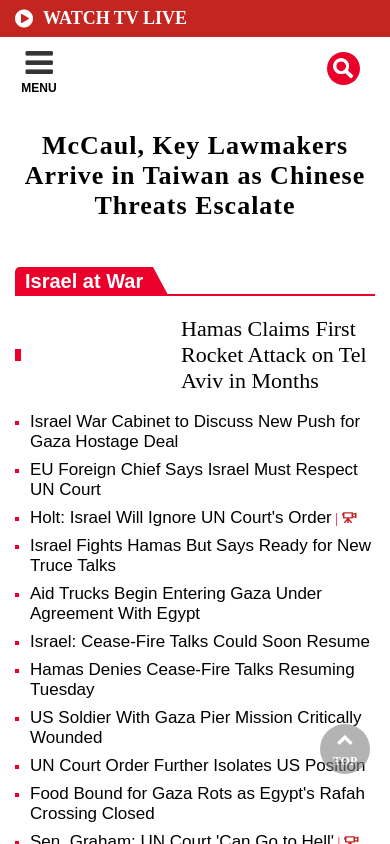 WATCH TV LIVE
MENU
McCaul, Key Lawmakers
Arrive in Taiwan as Chinese
Threats Escalate
Israel at War
Hamas Claims First
Rocket Attack on Tel
Aviv in Months
Israel War Cabinet to Discuss New Push for
Gaza Hostage Deal
EU Foreign Chief Says Israel Must Respect
UN Court
Holt: Israel Will Ignore UN Court's Order |
Israel Fights Hamas But Says Ready for New
Truce Talks
Aid Trucks Begin Entering Gaza Under
Agreement With Egypt
Israel: Cease-Fire Talks Could Soon Resume
Hamas Denies Cease-Fire Talks Resuming
Tuesday
US Soldier With Gaza Pier Mission Critically
Wounded
TOP
UN Court Order Further Isolates US Position
Food Bound for Gaza Rots as Egypt's Rafah
Crossing Closed
Sen. Graham: UN Court 'Can Go to Hell' |